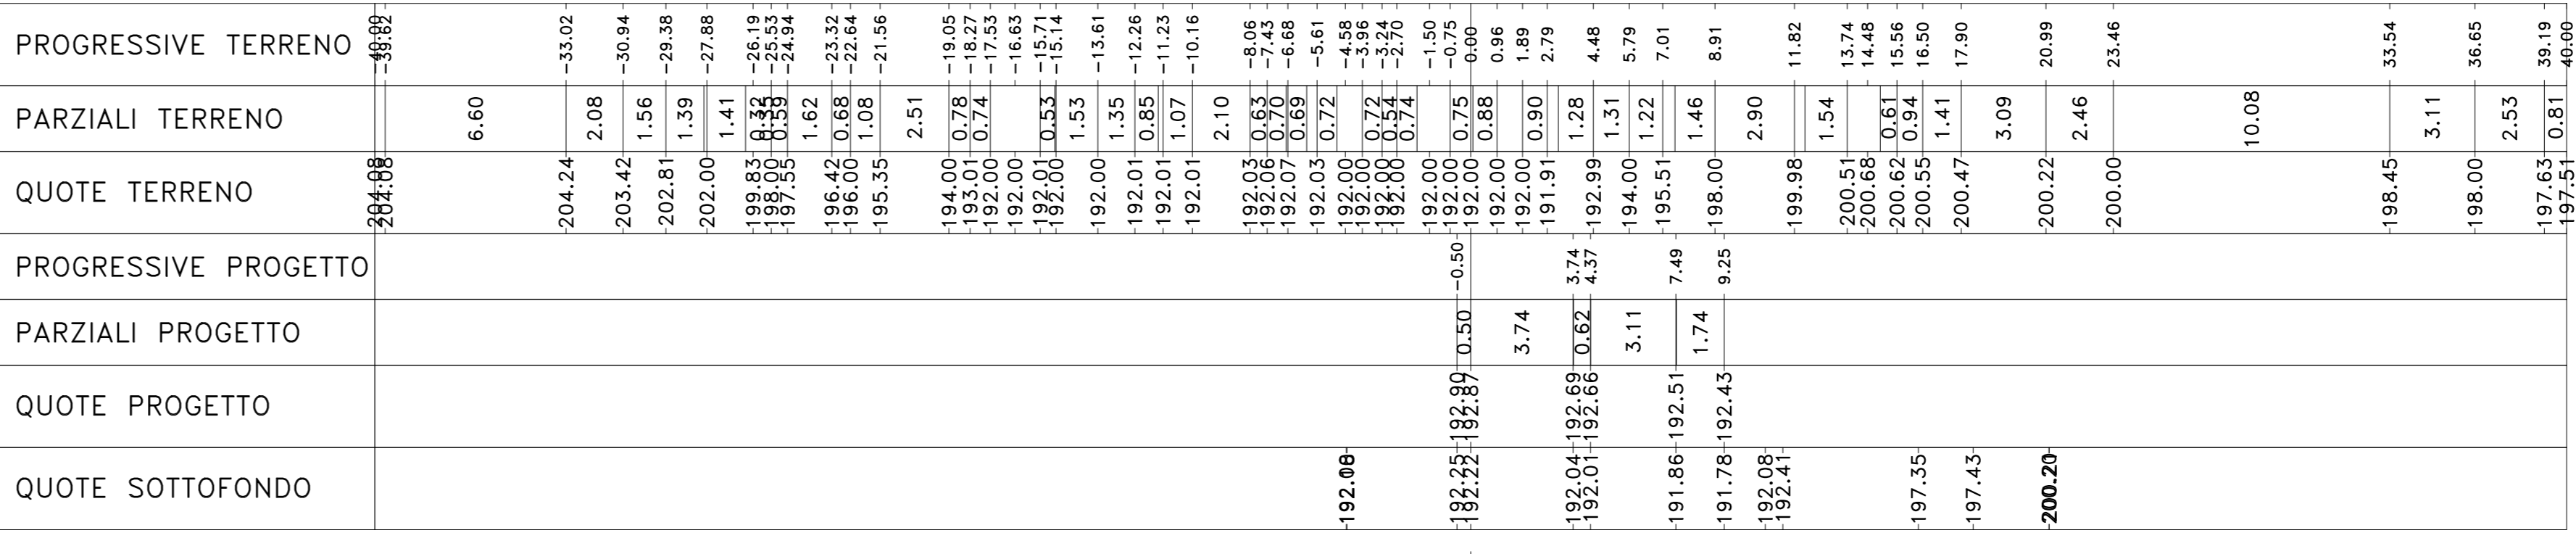 PROGRESSIVE TERRENO -40.00 -39.62 -33.02 -30.94 -29.38 -27.88 -26.19 -25.53 -24.94 -23.32 -22.64 -21.56 -19.05 -18.27 -17.53 -16.63 -15.71 -15.14 -13.61 -12.26 -11.23 -10.16 -8.06 -7.43 -6.68 -5.61 -4.58 -3.96 -3.24 -2.70 -1.50 -0.75 0.00 0.96 1.89 2.79 4.48 5.79 7.01 8.91 11.82 13.74 14.48 15.56 16.50 17.90 20.99 23.46 33.54 36.65 39.19 40.00
PARZIALI TERRENO 6.60 2.08 1.56 1.39 1.41 0.32 0.35 0.59 1.62 0.68 1.08 2.51 0.78 0.74 0.53 1.53 1.35 0.85 1.07 2.10 0.63 0.70 0.69 0.72 0.72 0.54 0.74 0.75 0.88 0.90 1.28 1.31 1.22 1.46 2.90 1.54 0.61 0.94 1.41 3.09 2.46 10.08 3.11 2.53 0.81
QUOTE TERRENO 204.08 204.08 204.24 203.42 202.81 202.00 199.83 198.00 197.55 196.42 196.00 195.35 194.00 193.01 192.00 192.00 192.01 192.00 192.00 192.01 192.01 192.01 192.03 192.06 192.07 192.03 192.00 192.00 192.00 192.00 192.00 192.00 192.00 192.00 192.00 191.91 192.99 194.00 195.51 198.00 199.98 200.51 200.68 200.62 200.55 200.47 200.22 200.00 198.45 198.00 197.63 197.51
PROGRESSIVE PROGETTO -0.50 3.74 4.37 7.49 9.25
PARZIALI PROGETTO 0.50 3.74 0.62 3.11 1.74
QUOTE PROGETTO 192.90 192.87 192.69 192.66 192.51 192.43
QUOTE SOTTOFONDO 192.25 192.22 192.04 192.01 191.86 191.78 192.08 192.41 197.35 197.43